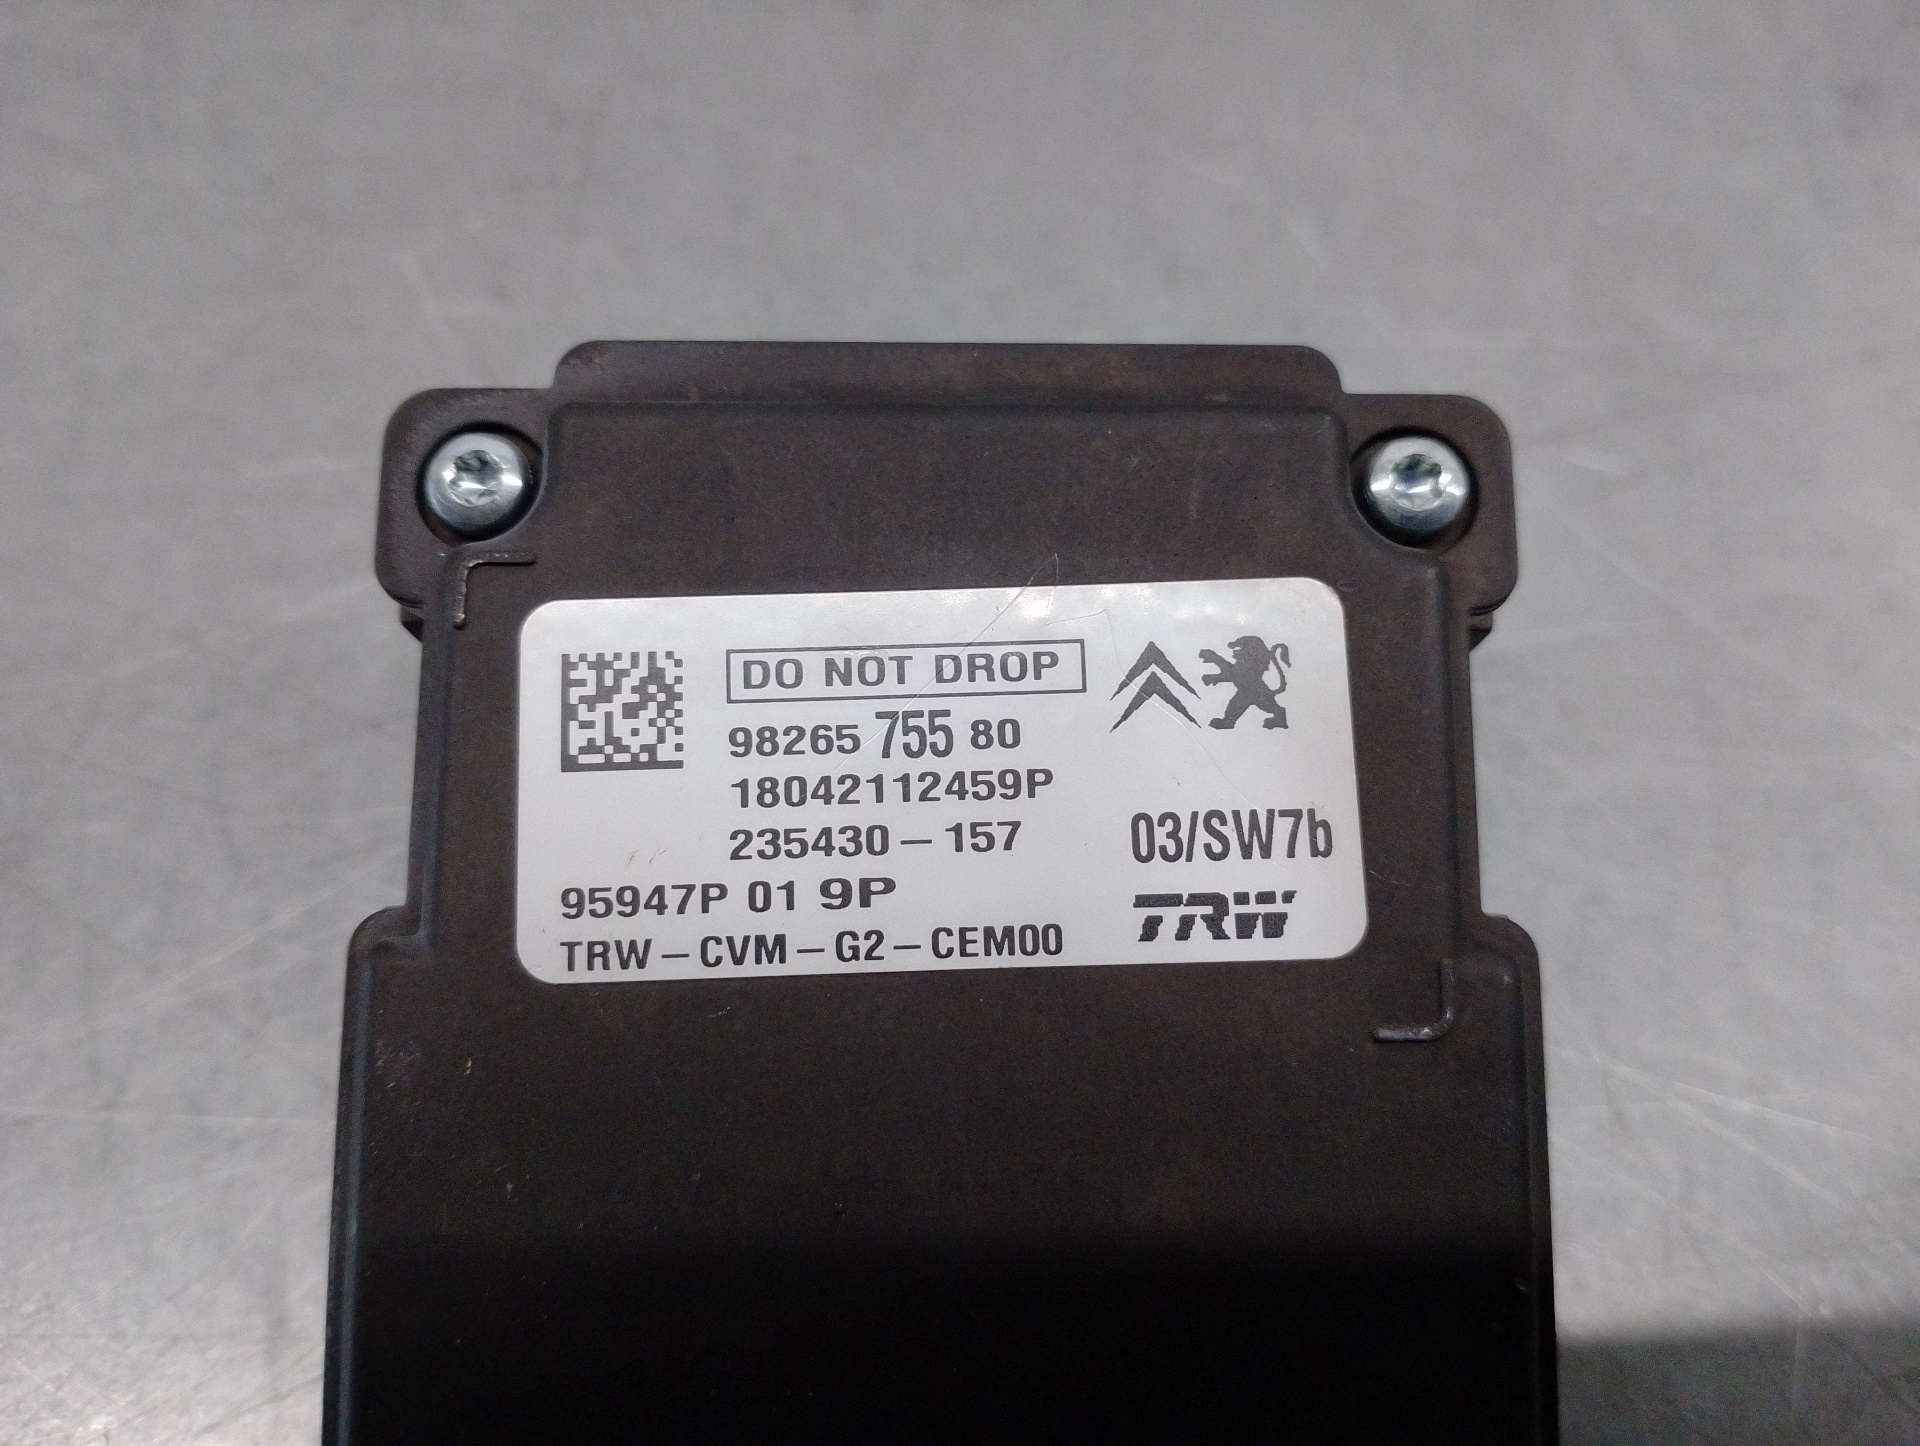 DO NOT DROP
98265 755 80
18042112459P
235430-157
03/SW7b
95947P 01 9P
TRW
TRW-CVM-G2-CEM00